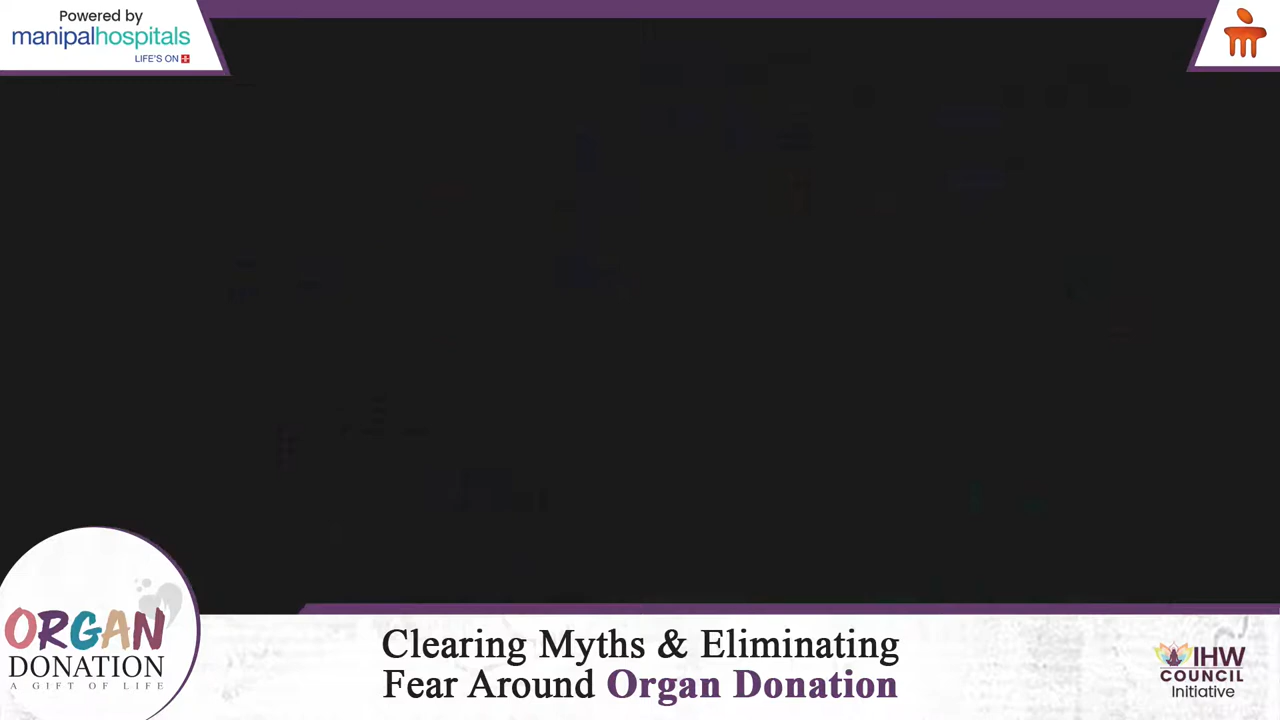 Powered by
manipalhospitals
LIFE'S ON
ORGAN
DONATION
A GIFT OF LIFE
Clearing Myths & Eliminating
Fear Around Organ Donation
IHW
COUNCIL
Initiative